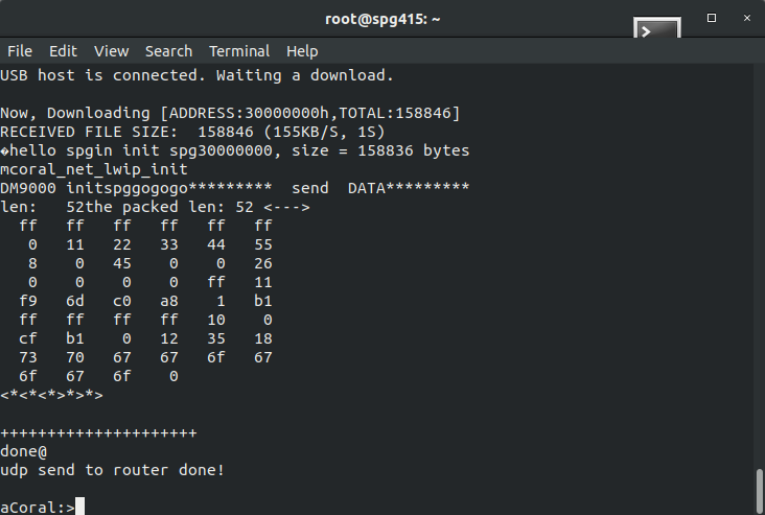 root@spg415: ~
File Edit View Search Terminal Help
USB host is connected. Waiting a download.
Now, Downloading [ADDRESS:30000000h,TOTAL:158846]
RECEIVED FILE SIZE:  158846 (155KB/S, 1S)
�hello spgin init spg30000000, size = 158836 bytes
mcoral_net_lwip_init
DM9000 initspggogogo*********  send  DATA*********
len:   52the packed len: 52 <--->
ff   ff   ff   ff   ff   ff
0   11   22   33   44   55
8    0   45    0    0   26
0    0    0    0   ff   11
f9   6d   c0   a8    1   b1
ff   ff   ff   ff   10    0
cf   b1    0   12   35   18
73   70   67   67   6f   67
6f   67   6f    0
<*<*<*>*>*>
+++++++++++++++++++++
done@
udp send to router done!
aCoral:>